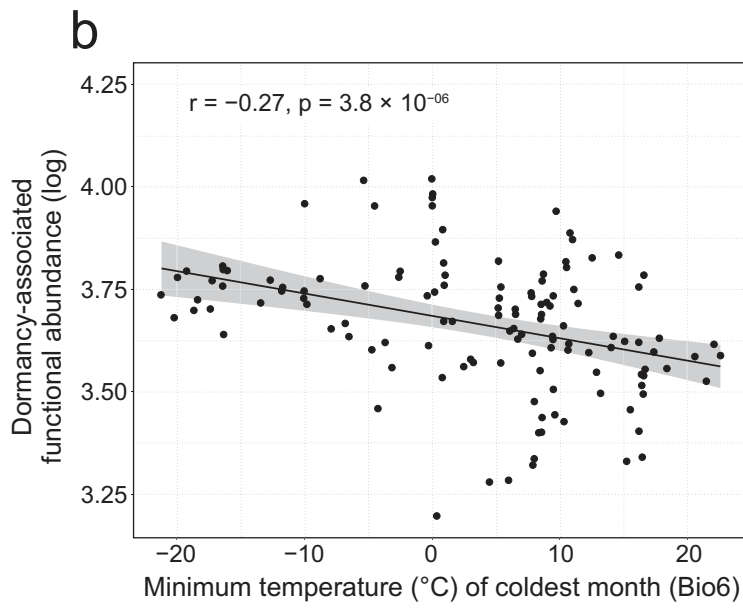 b
r = −0.27, p = 3.8 × 10⁻⁰⁶
4.25
4.00
3.75
3.50
3.25
Dormancy-associated
functional abundance (log)
−20 −10 0 10 20
Minimum temperature (°C) of coldest month (Bio6)